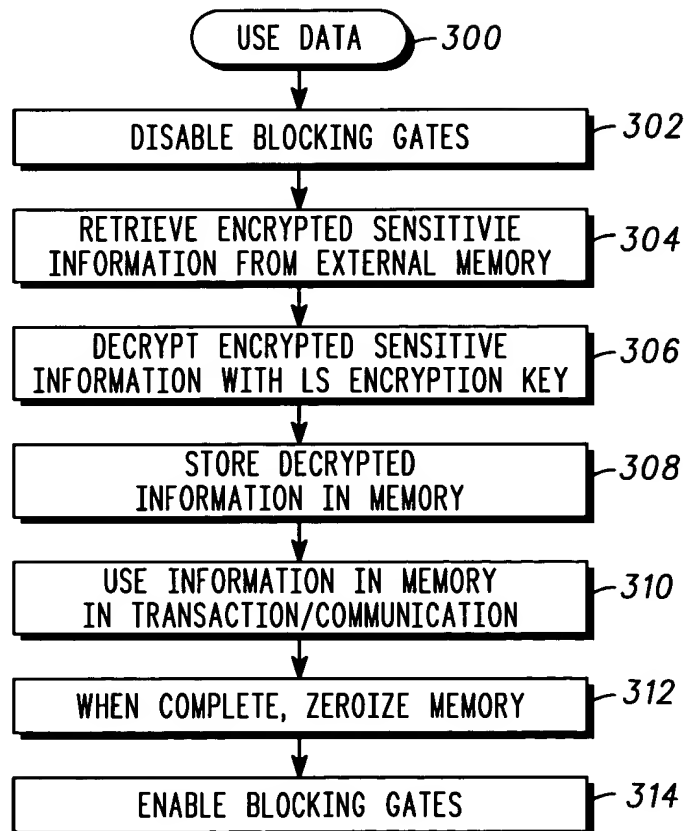 USE DATA
300
DISABLE BLOCKING GATES
302
RETRIEVE ENCRYPTED SENSITIVIE
INFORMATION FROM EXTERNAL MEMORY
304
DECRYPT ENCRYPTED SENSITIVE
INFORMATION WITH LS ENCRYPTION KEY
306
STORE DECRYPTED
INFORMATION IN MEMORY
308
USE INFORMATION IN MEMORY
IN TRANSACTION/COMMUNICATION
310
WHEN COMPLETE, ZEROIZE MEMORY
312
ENABLE BLOCKING GATES
314